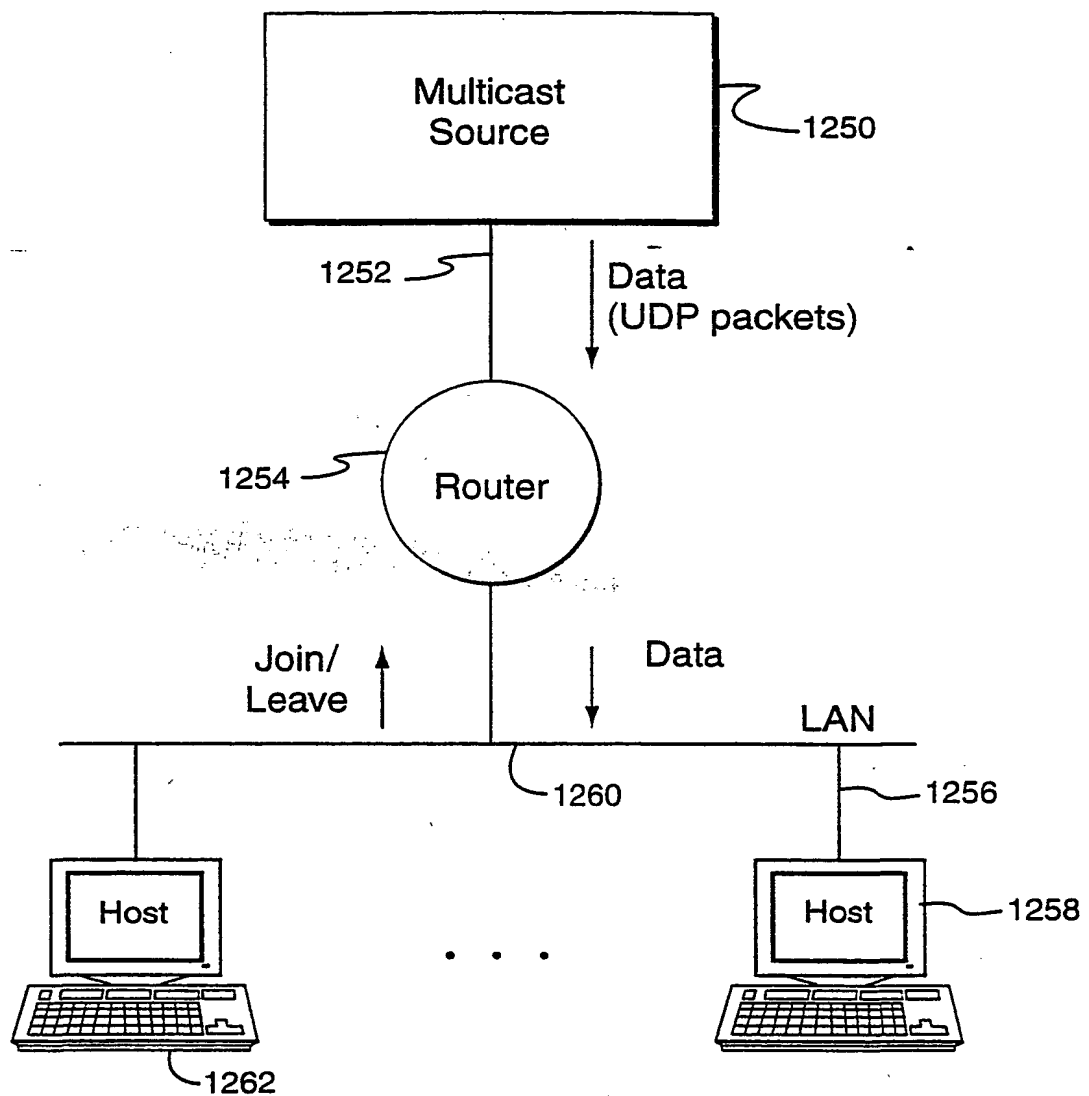 Multicast
Source
1250
1252
Data
(UDP packets)
1254
Router
Join/
Leave
Data
LAN
1260
1256
Host
Host
1258
1262